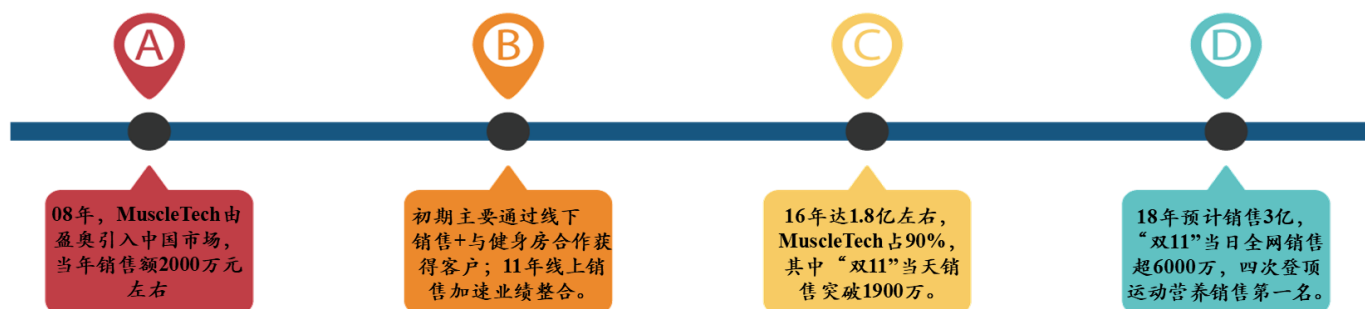 A
B
C
D
08年，MuscleTech由
盈奥引入中国市场，
当年销售额2000万元
左右
初期主要通过线下
销售+与健身房合作获
得客户；11年线上销
售加速业绩整合。
16年达1.8亿左右，
MuscleTech占90%，
其中“双11”当天销
售突破1900万。
18年预计销售3亿，
“双11”当日全网销售
超6000万，四次登顶
运动营养销售第一名。